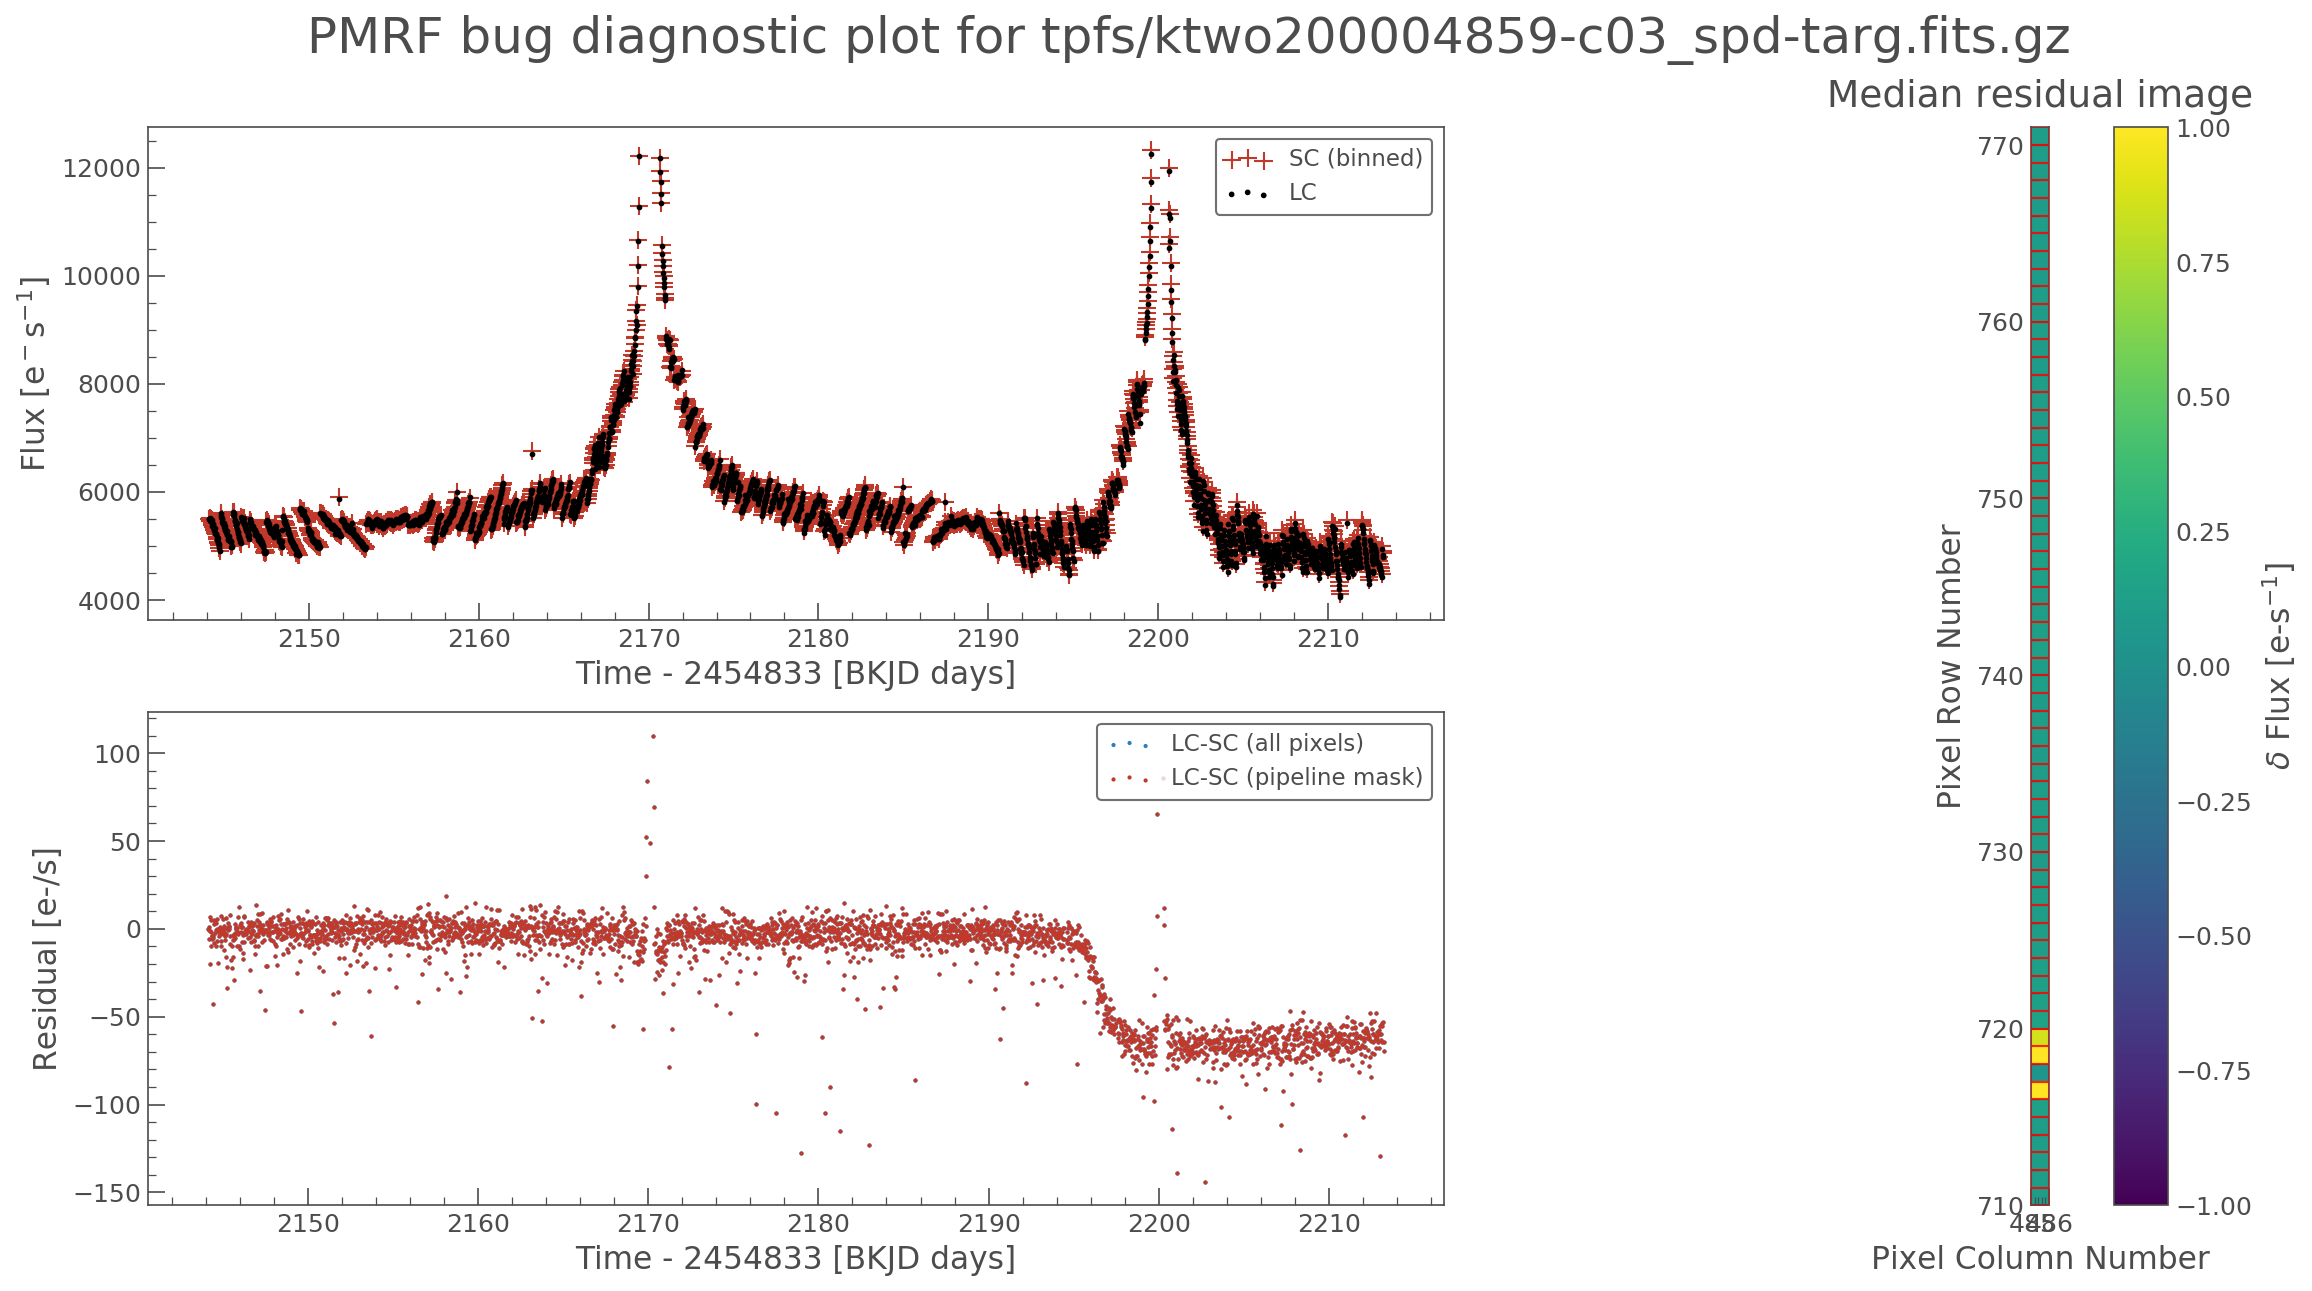 PMRF bug diagnostic plot for tpfs/ktwo200004859-c03_spd-targ.fits.gz
Median residual image
Flux [e⁻ s⁻¹]
12000
10000
8000
6000
4000
SC (binned)
LC
2150 2160 2170 2180 2190 2200 2210
Time - 2454833 [BKJD days]
Residual [e-/s]
100
50
0
−50
−100
−150
LC-SC (all pixels)
LC-SC (pipeline mask)
2150 2160 2170 2180 2190 2200 2210
Time - 2454833 [BKJD days]
Pixel Row Number
770
760
750
740
730
720
710
485 486
Pixel Column Number
1.00
0.75
0.50
0.25
0.00
−0.25
−0.50
−0.75
−1.00
δ Flux [e-s⁻¹]